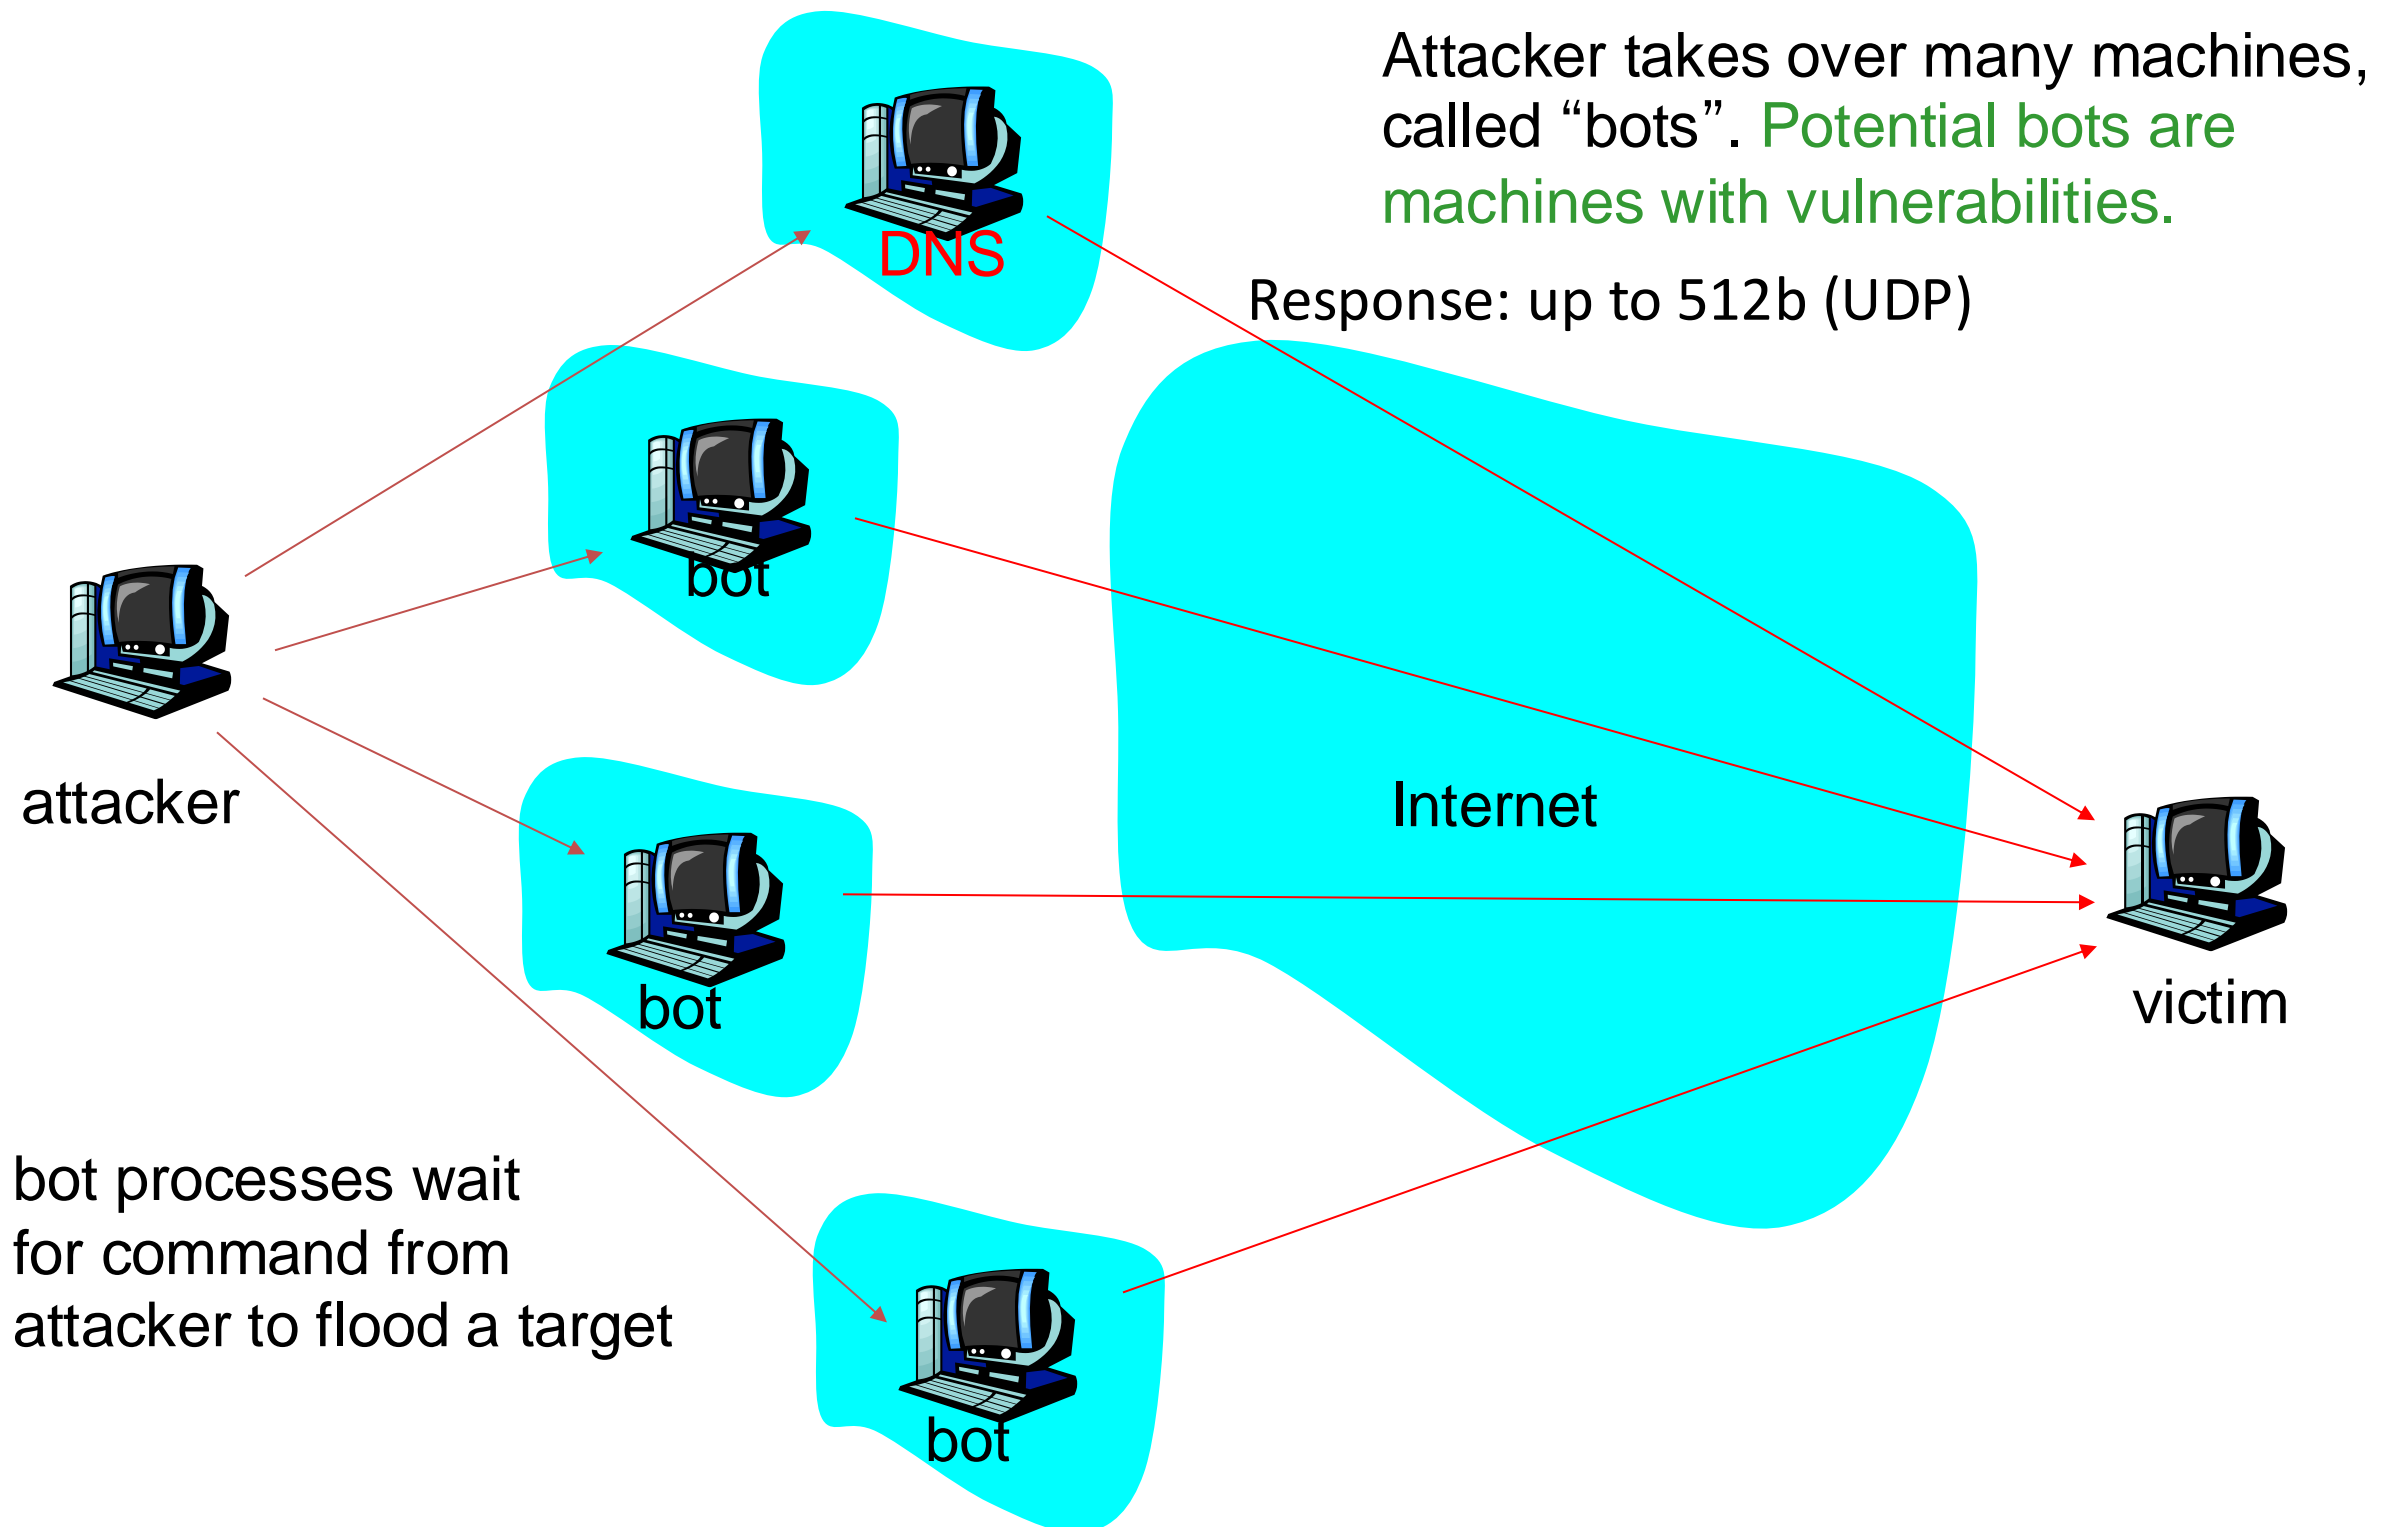 Attacker takes over many machines,
called “bots”. Potential bots are
machines with vulnerabilities.
DNS
Response: up to 512b (UDP)
bot
attacker
Internet
bot
victim
bot processes wait
for command from
attacker to flood a target
bot